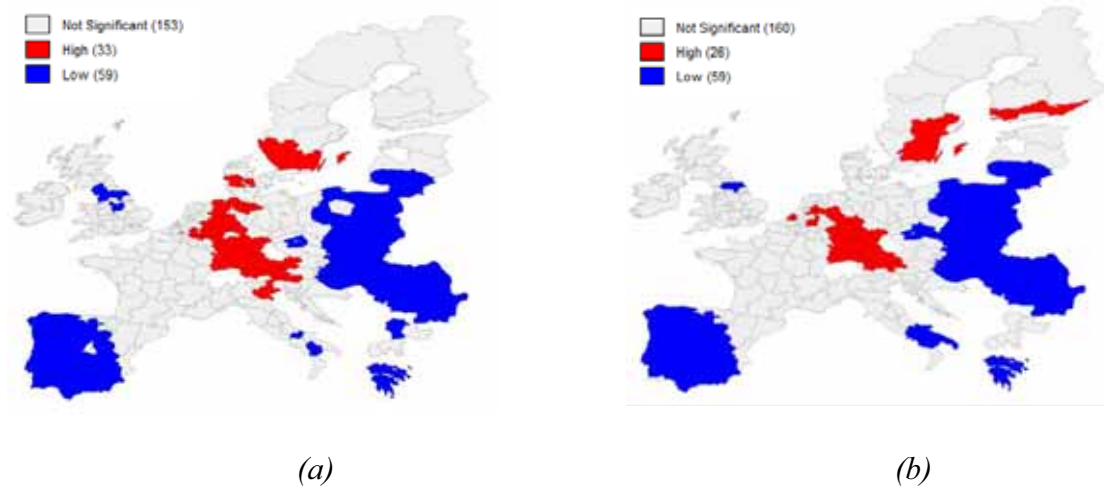 Not Significant (153)
High (33)
Low (59)
(a)
Not Significant (160)
High (26)
Low (59)
(b)